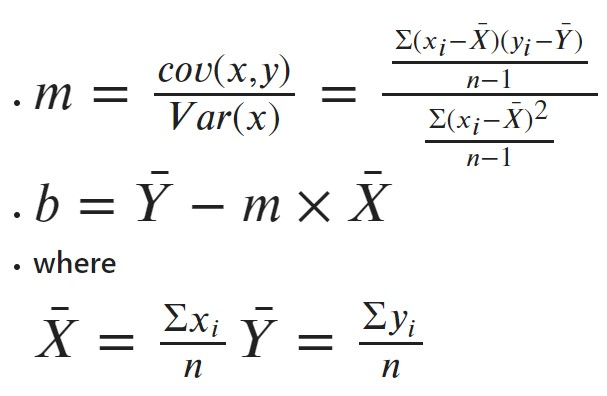 . m = cov(x,y) / Var(x) = (Σ(xᵢ−X̄)(yᵢ−Ȳ) / n−1) / (Σ(xᵢ−X̄)² / n−1)
. b = Ȳ − m × X̄
• where
X̄ = Σxᵢ / n Ȳ = Σyᵢ / n